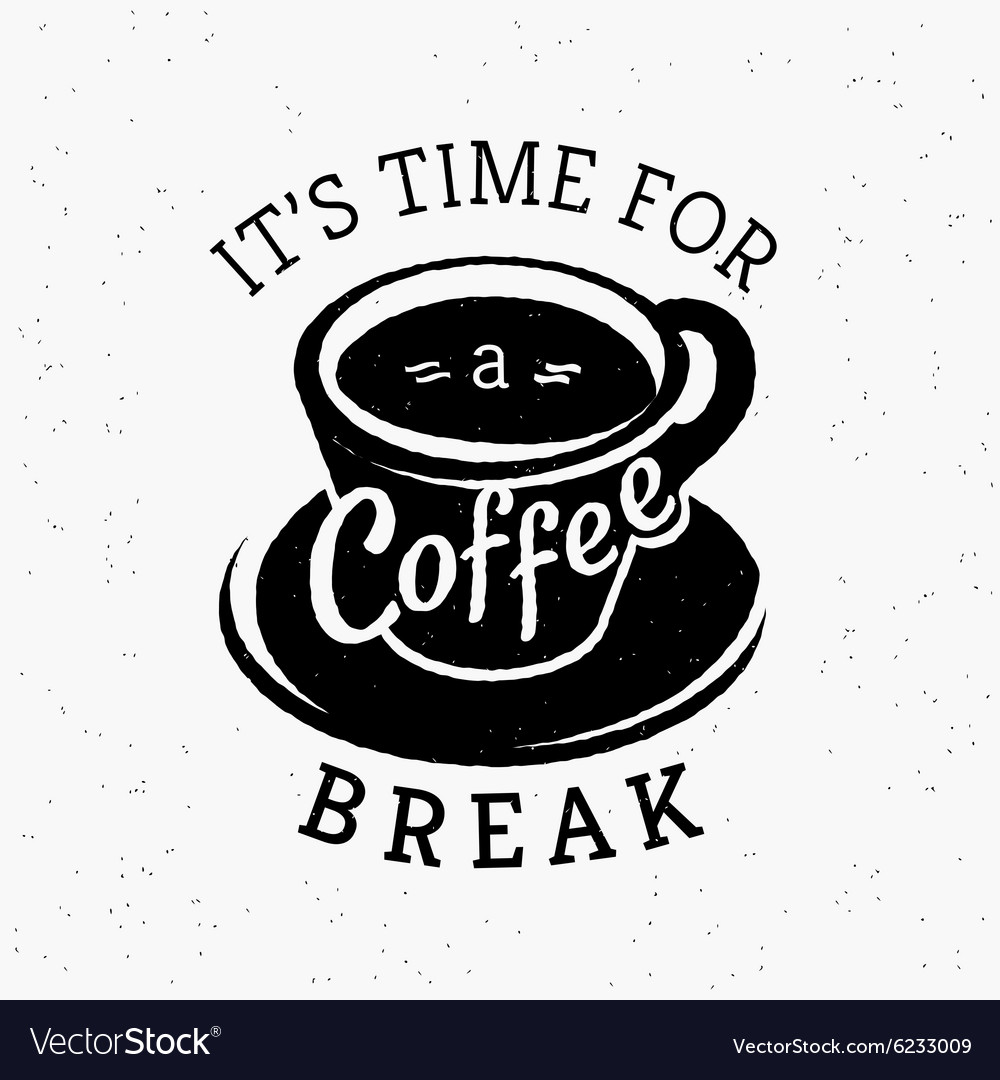 IT'S TIME FOR
a
Coffee
BREAK
VectorStock®
VectorStock.com/6233009